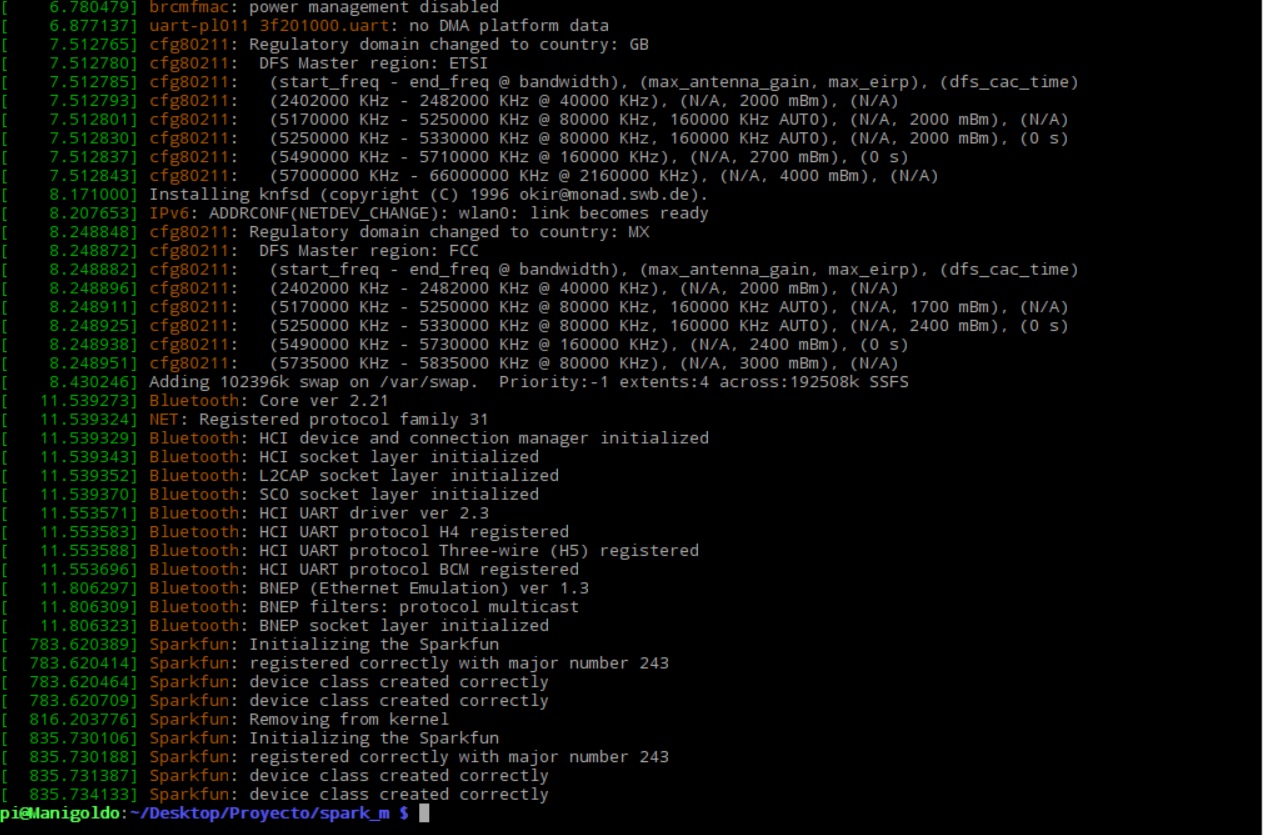 [    6.780479] brcmfmac: power management disabled
[    6.877137] uart-pl011 3f201000.uart: no DMA platform data
[    7.512765] cfg80211: Regulatory domain changed to country: GB
[    7.512780] cfg80211:  DFS Master region: ETSI
[    7.512785] cfg80211:   (start_freq - end_freq @ bandwidth), (max_antenna_gain, max_eirp), (dfs_cac_time)
[    7.512793] cfg80211:   (2402000 KHz - 2482000 KHz @ 40000 KHz), (N/A, 2000 mBm), (N/A)
[    7.512801] cfg80211:   (5170000 KHz - 5250000 KHz @ 80000 KHz, 160000 KHz AUTO), (N/A, 2000 mBm), (N/A)
[    7.512830] cfg80211:   (5250000 KHz - 5330000 KHz @ 80000 KHz, 160000 KHz AUTO), (N/A, 2000 mBm), (0 s)
[    7.512837] cfg80211:   (5490000 KHz - 5710000 KHz @ 160000 KHz), (N/A, 2700 mBm), (0 s)
[    7.512843] cfg80211:   (57000000 KHz - 66000000 KHz @ 2160000 KHz), (N/A, 4000 mBm), (N/A)
[    8.171000] Installing knfsd (copyright (C) 1996 okir@monad.swb.de).
[    8.207653] IPv6: ADDRCONF(NETDEV_CHANGE): wlan0: link becomes ready
[    8.248848] cfg80211: Regulatory domain changed to country: MX
[    8.248872] cfg80211:  DFS Master region: FCC
[    8.248882] cfg80211:   (start_freq - end_freq @ bandwidth), (max_antenna_gain, max_eirp), (dfs_cac_time)
[    8.248896] cfg80211:   (2402000 KHz - 2482000 KHz @ 40000 KHz), (N/A, 2000 mBm), (N/A)
[    8.248911] cfg80211:   (5170000 KHz - 5250000 KHz @ 80000 KHz, 160000 KHz AUTO), (N/A, 1700 mBm), (N/A)
[    8.248925] cfg80211:   (5250000 KHz - 5330000 KHz @ 80000 KHz, 160000 KHz AUTO), (N/A, 2400 mBm), (0 s)
[    8.248938] cfg80211:   (5490000 KHz - 5730000 KHz @ 160000 KHz), (N/A, 2400 mBm), (0 s)
[    8.248951] cfg80211:   (5735000 KHz - 5835000 KHz @ 80000 KHz), (N/A, 3000 mBm), (N/A)
[    8.430246] Adding 102396k swap on /var/swap.  Priority:-1 extents:4 across:192508k SSFS
[   11.539273] Bluetooth: Core ver 2.21
[   11.539324] NET: Registered protocol family 31
[   11.539329] Bluetooth: HCI device and connection manager initialized
[   11.539343] Bluetooth: HCI socket layer initialized
[   11.539352] Bluetooth: L2CAP socket layer initialized
[   11.539370] Bluetooth: SCO socket layer initialized
[   11.553571] Bluetooth: HCI UART driver ver 2.3
[   11.553583] Bluetooth: HCI UART protocol H4 registered
[   11.553588] Bluetooth: HCI UART protocol Three-wire (H5) registered
[   11.553696] Bluetooth: HCI UART protocol BCM registered
[   11.806297] Bluetooth: BNEP (Ethernet Emulation) ver 1.3
[   11.806309] Bluetooth: BNEP filters: protocol multicast
[   11.806323] Bluetooth: BNEP socket layer initialized
[  783.620389] Sparkfun: Initializing the Sparkfun
[  783.620414] Sparkfun: registered correctly with major number 243
[  783.620464] Sparkfun: device class created correctly
[  783.620709] Sparkfun: device class created correctly
[  816.203776] Sparkfun: Removing from kernel
[  835.730106] Sparkfun: Initializing the Sparkfun
[  835.730188] Sparkfun: registered correctly with major number 243
[  835.731387] Sparkfun: device class created correctly
[  835.734133] Sparkfun: device class created correctly
pi@Manigoldo:~/Desktop/Proyecto/spark_m $